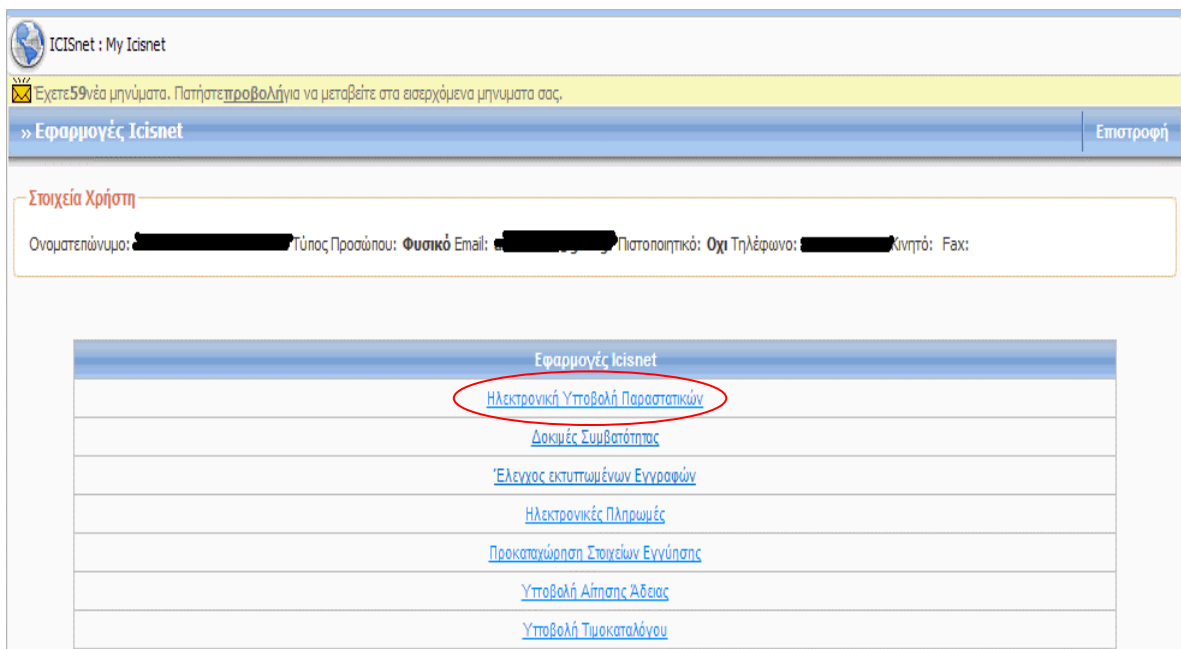 ICISnet : My Icisnet
Έχετε59νέα μηνύματα. Πατήστεπροβολήγια να μεταβείτε στα εισερχόμενα μηνυματα σας.
» Εφαρμογές Icisnet Επιστροφή
Στοιχεία Χρήστη
Ονοματεπώνυμο: Τύπος Προσώπου: Φυσικό Email: Πιστοποιητικό: Οχι Τηλέφωνο: Κινητό: Fax:
Εφαρμογές Icisnet
Ηλεκτρονική Υποβολή Παραστατικών
Δοκιμές Συμβατότητας
Έλεγχος εκτυπωμένων Εγγραφών
Ηλεκτρονικές Πληρωμές
Προκαταχώρηση Στοιχείων Εγγύησης
Υποβολή Αίτησης Άδειας
Υποβολή Τιμοκαταλόγου